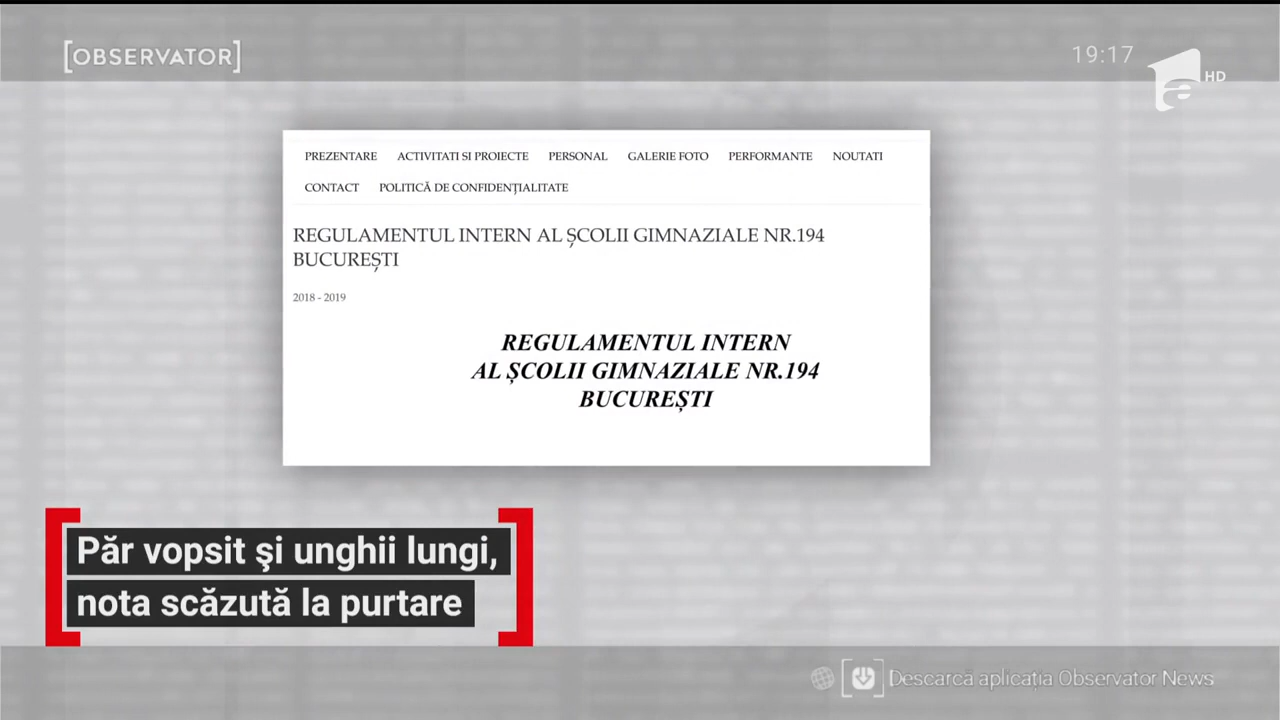 [OBSERVATOR]
19:17
HD
PREZENTARE ACTIVITATI SI PROIECTE PERSONAL GALERIE FOTO PERFORMANTE NOUTATI
CONTACT POLITICĂ DE CONFIDENȚIALITATE
REGULAMENTUL INTERN AL ȘCOLII GIMNAZIALE NR.194
BUCUREȘTI
2018 - 2019
REGULAMENTUL INTERN
AL ȘCOLII GIMNAZIALE NR.194
BUCUREȘTI
Păr vopsit şi unghii lungi,
nota scăzută la purtare
Descarcă aplicația Observator News